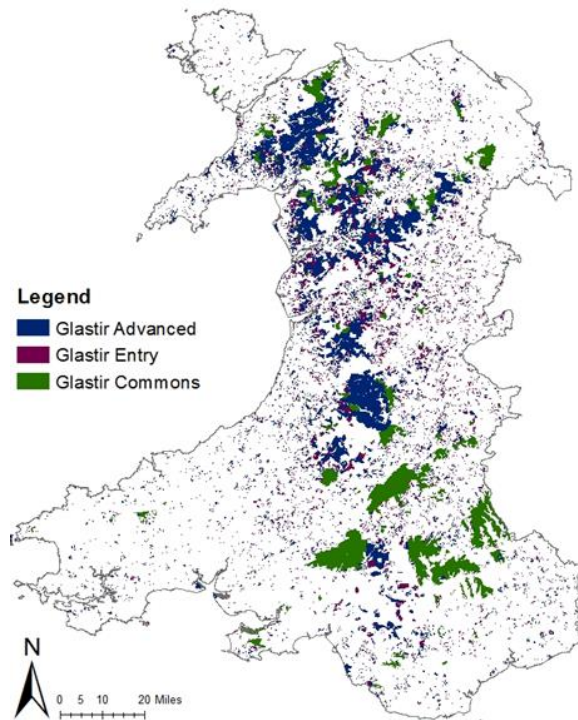 Legend
Glastir Advanced
Glastir Entry
Glastir Commons
N
0 5 10 20 Miles